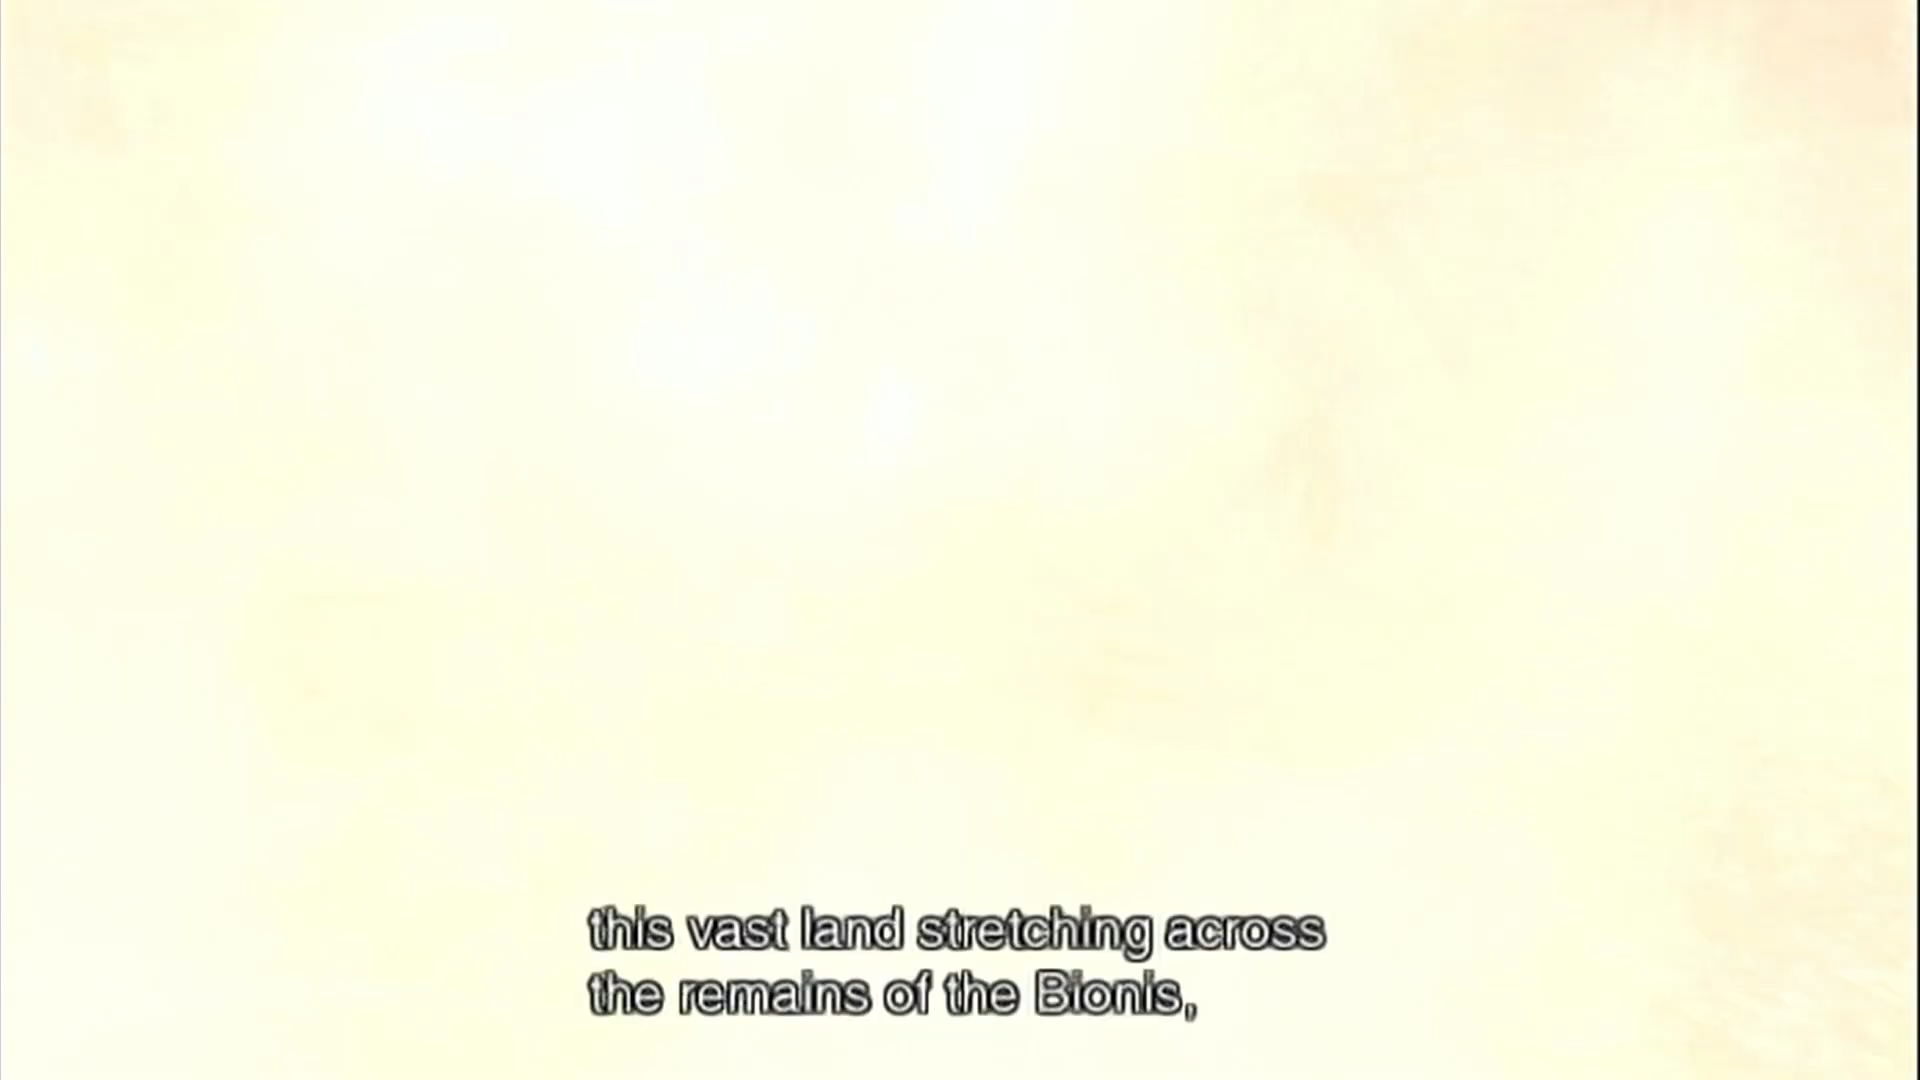 this vast land stretching across
the remains of the Bionis,